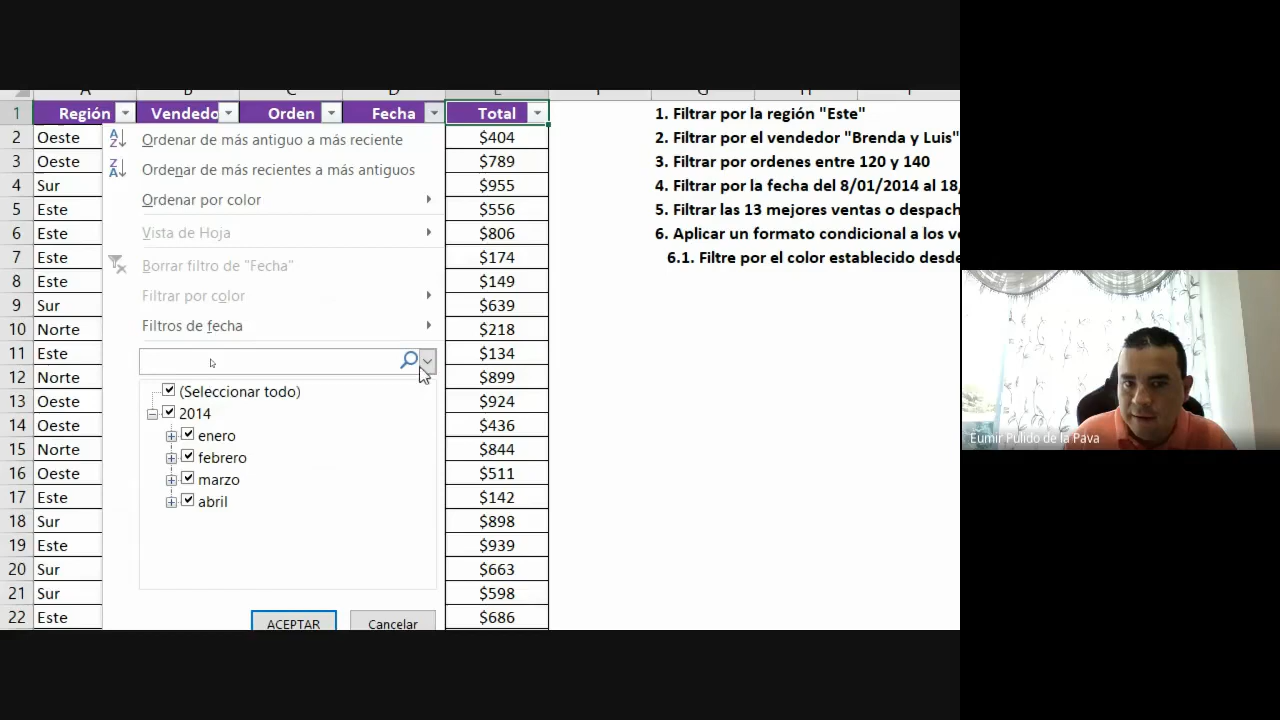 A B C D E F G H I
1 Región Vendedo Orden Fecha Total 1. Filtrar por la región "Este"
2 Oeste $404 2. Filtrar por el vendedor "Brenda y Luis"
3 Oeste $789 3. Filtrar por ordenes entre 120 y 140
4 Sur $955 4. Filtrar por la fecha del 8/01/2014 al 18,
5 Este $556 5. Filtrar las 13 mejores ventas o despach
6 Este $806 6. Aplicar un formato condicional a los ve
7 Este $174 6.1. Filtre por el color establecido desde
8 Este $149
9 Sur $639
10 Norte $218
11 Este $134
12 Norte $899
13 Oeste $924
14 Oeste $436
15 Norte $844
16 Oeste $511
17 Este $142
18 Sur $898
19 Este $939
20 Sur $663
21 Sur $598
22 Este $686
Ordenar de más antiguo a más reciente
Ordenar de más recientes a más antiguos
Ordenar por color
Vista de Hoja
Borrar filtro de "Fecha"
Filtrar por color
Filtros de fecha
(Seleccionar todo)
2014
enero
febrero
marzo
abril
ACEPTAR Cancelar
Eumir Pulido de la Pava